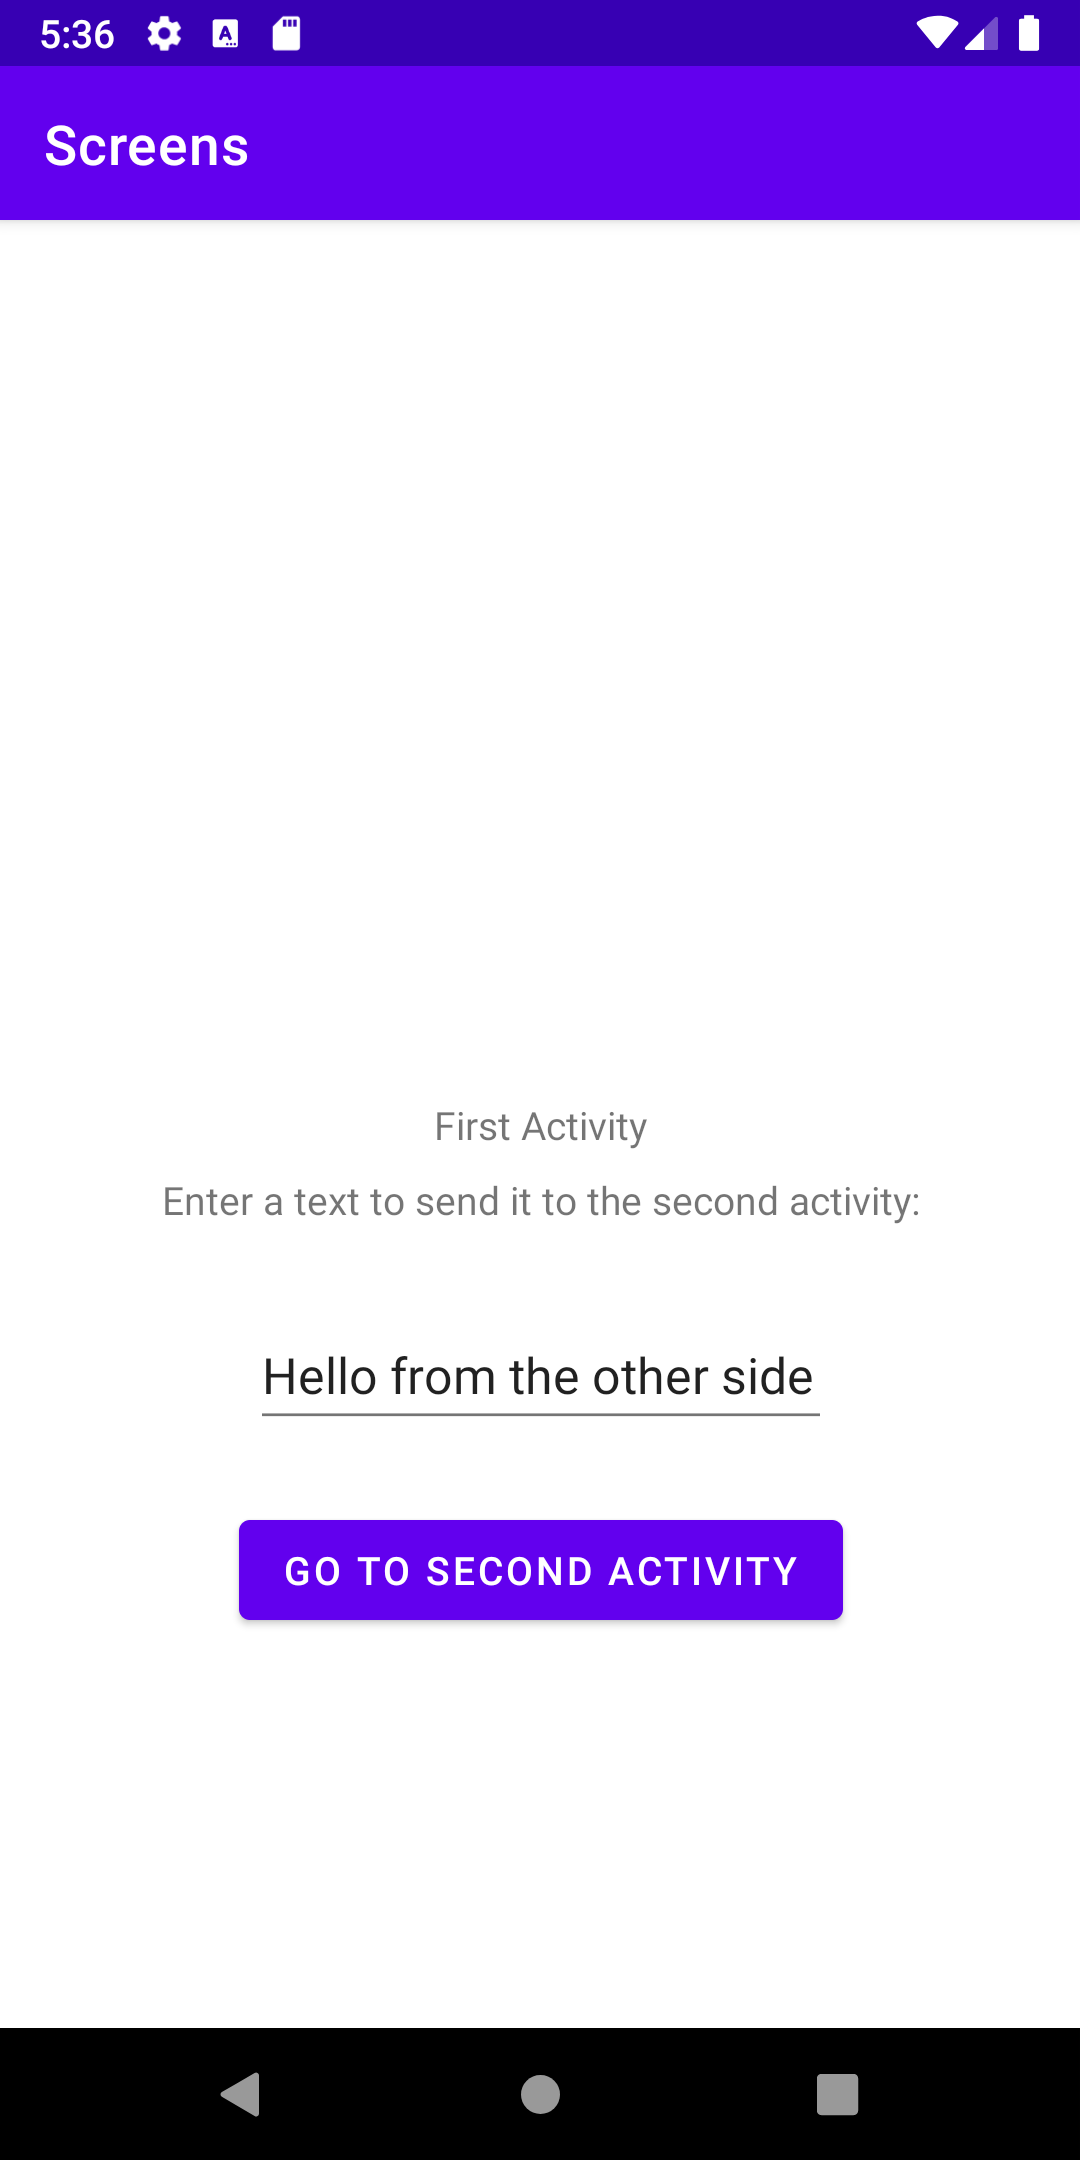 5:36
Screens
First Activity
Enter a text to send it to the second activity:
Hello from the other side
GO TO SECOND ACTIVITY